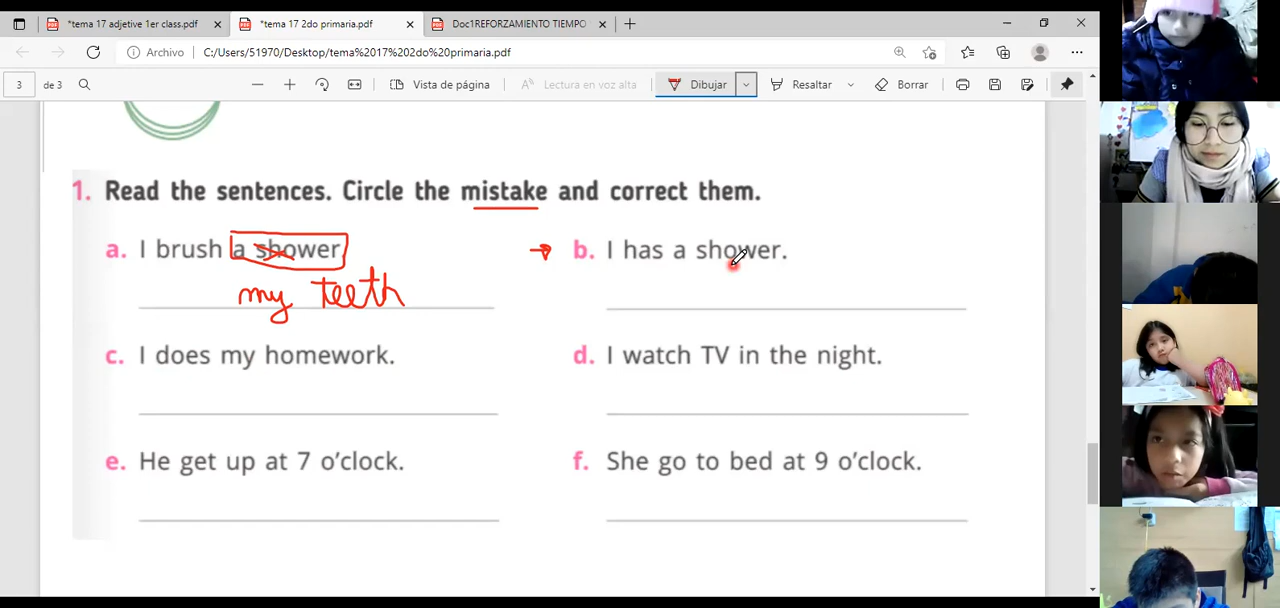 *tema 17 adjetive 1er class.pdf
*tema 17 2do primaria.pdf
Doc1REFORZAMIENTO TIEMPO
Archivo C:/Users/51970/Desktop/tema%2017%202do%20primaria.pdf
3 de 3 Vista de página Lectura en voz alta Dibujar Resaltar Borrar
1. Read the sentences. Circle the mistake and correct them.
a. I brush a shower
my teeth
b. I has a shower.
c. I does my homework.
d. I watch TV in the night.
e. He get up at 7 o'clock.
f. She go to bed at 9 o'clock.